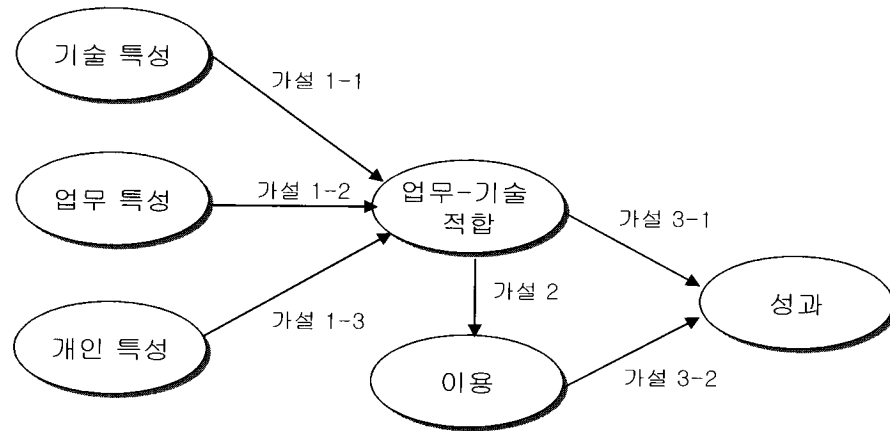 기술 특성
가설 1-1
업무 특성
가설 1-2
업무-기술
적합
가설 3-1
개인 특성
가설 1-3
가설 2
성과
이용
가설 3-2